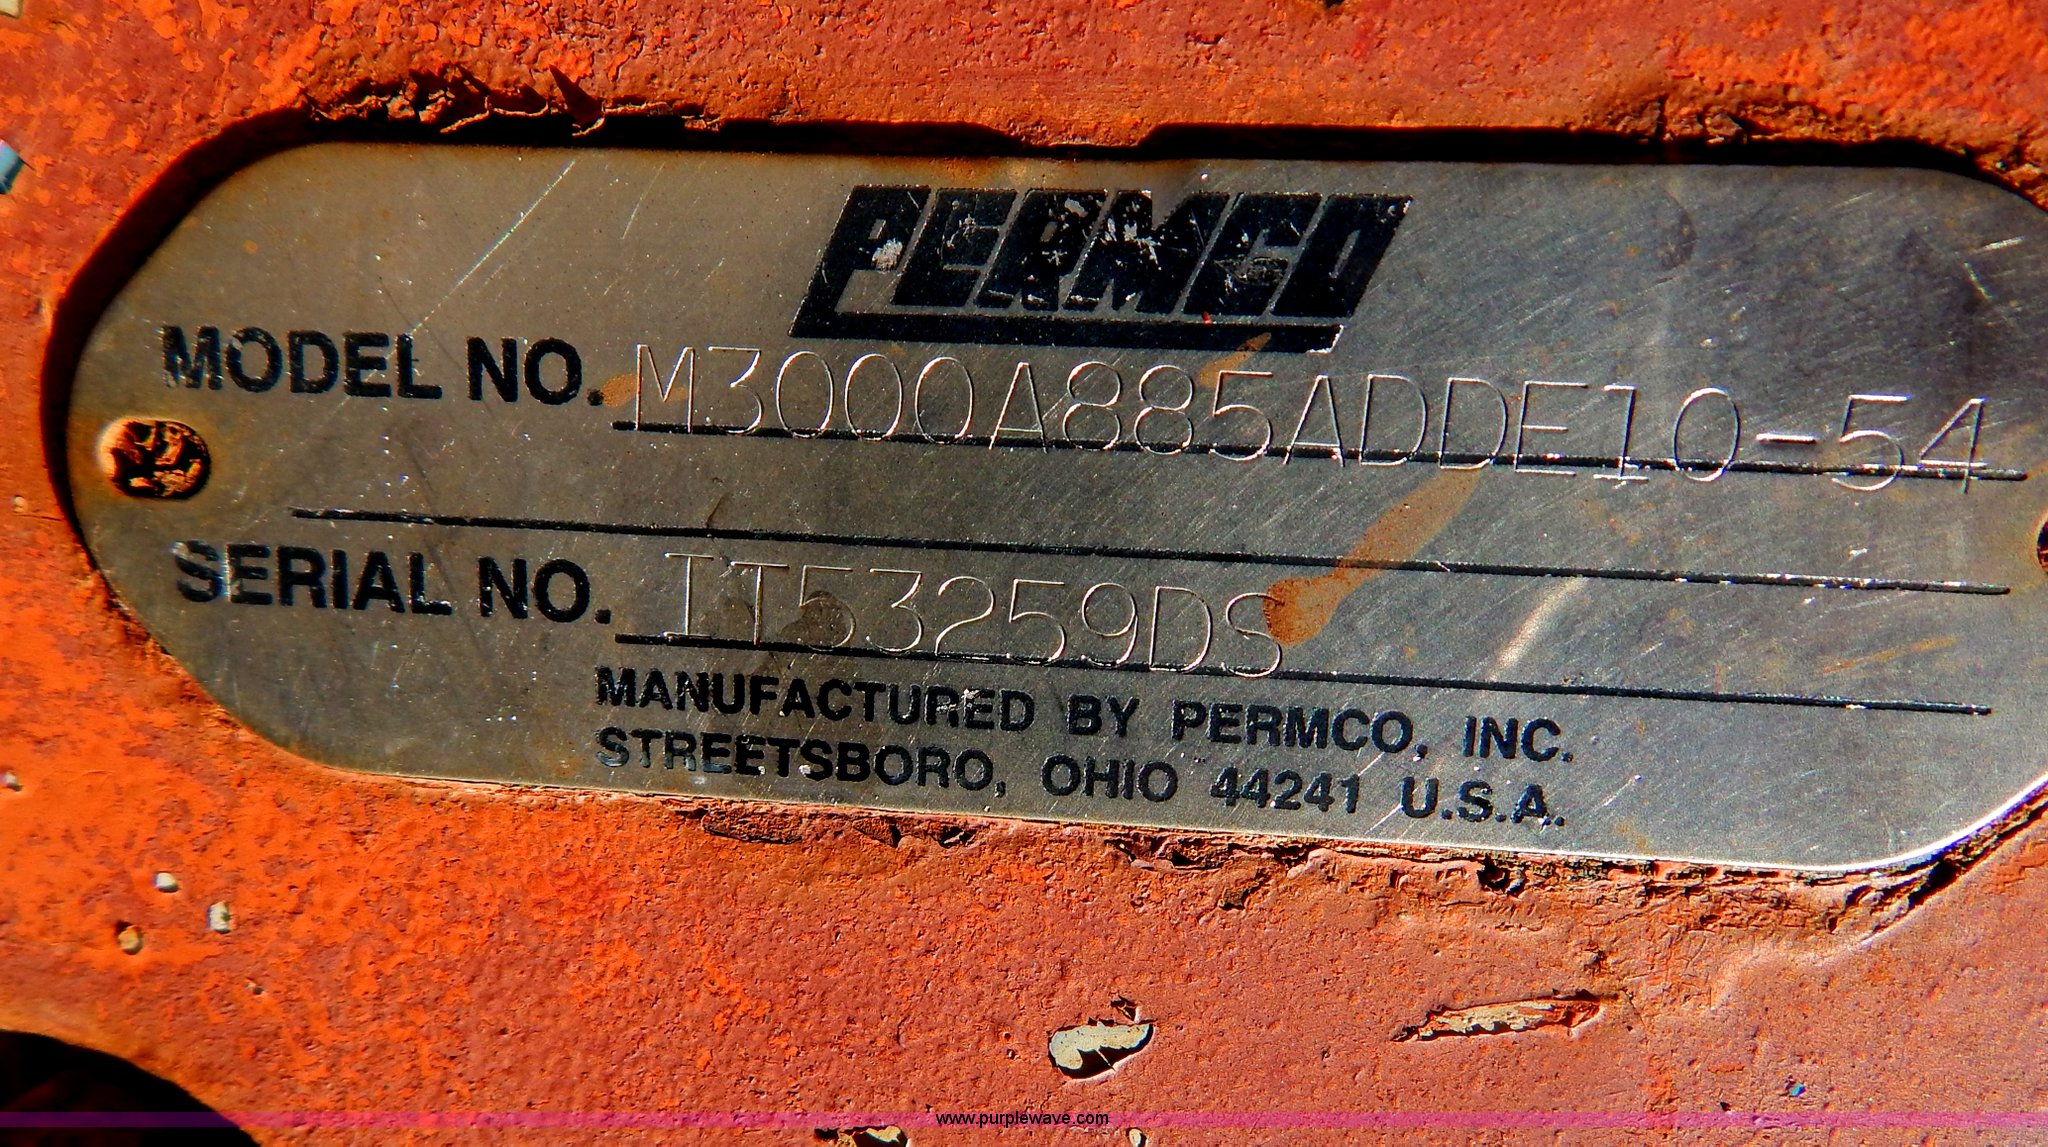 PERMCO
MODEL NO. M3000A885ADDE10-54
SERIAL NO. IT53259DS
MANUFACTURED BY PERMCO, INC.
STREETSBORO, OHIO 44241 U.S.A.
www.purplewave.com